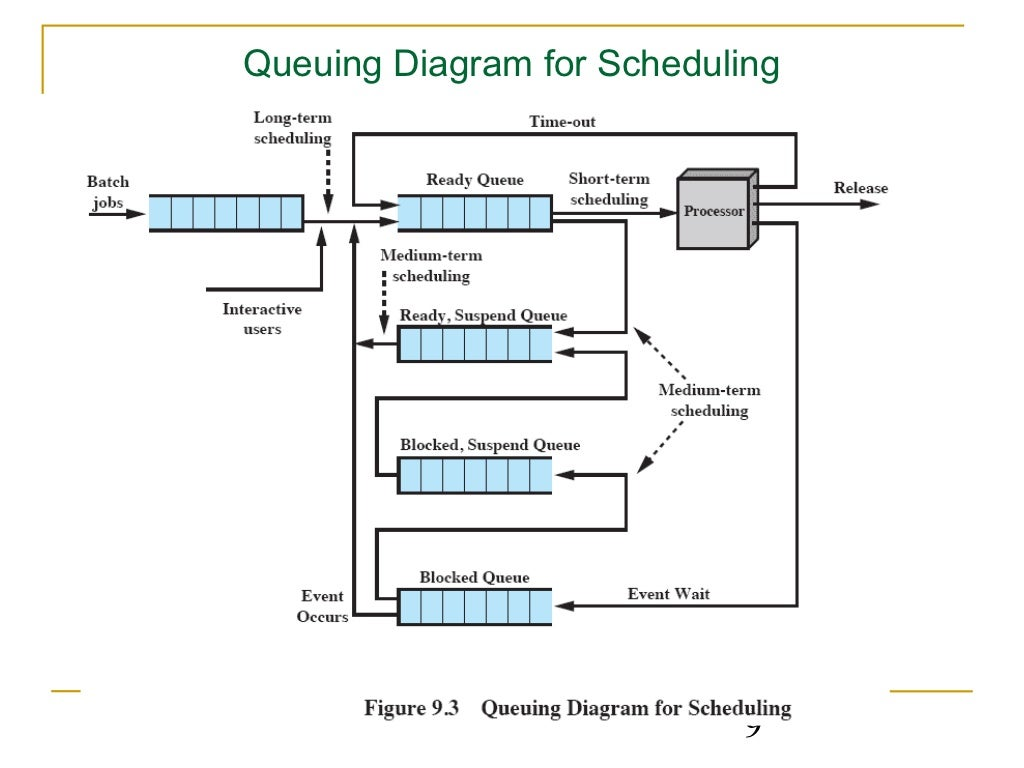 Queuing Diagram for Scheduling
Long-term
scheduling
Time-out
Batch
jobs
Ready Queue
Short-term
scheduling
Processor
Release
Medium-term
scheduling
Interactive
users
Ready, Suspend Queue
Medium-term
scheduling
Blocked, Suspend Queue
Blocked Queue
Event
Occurs
Event Wait
Figure 9.3 Queuing Diagram for Scheduling